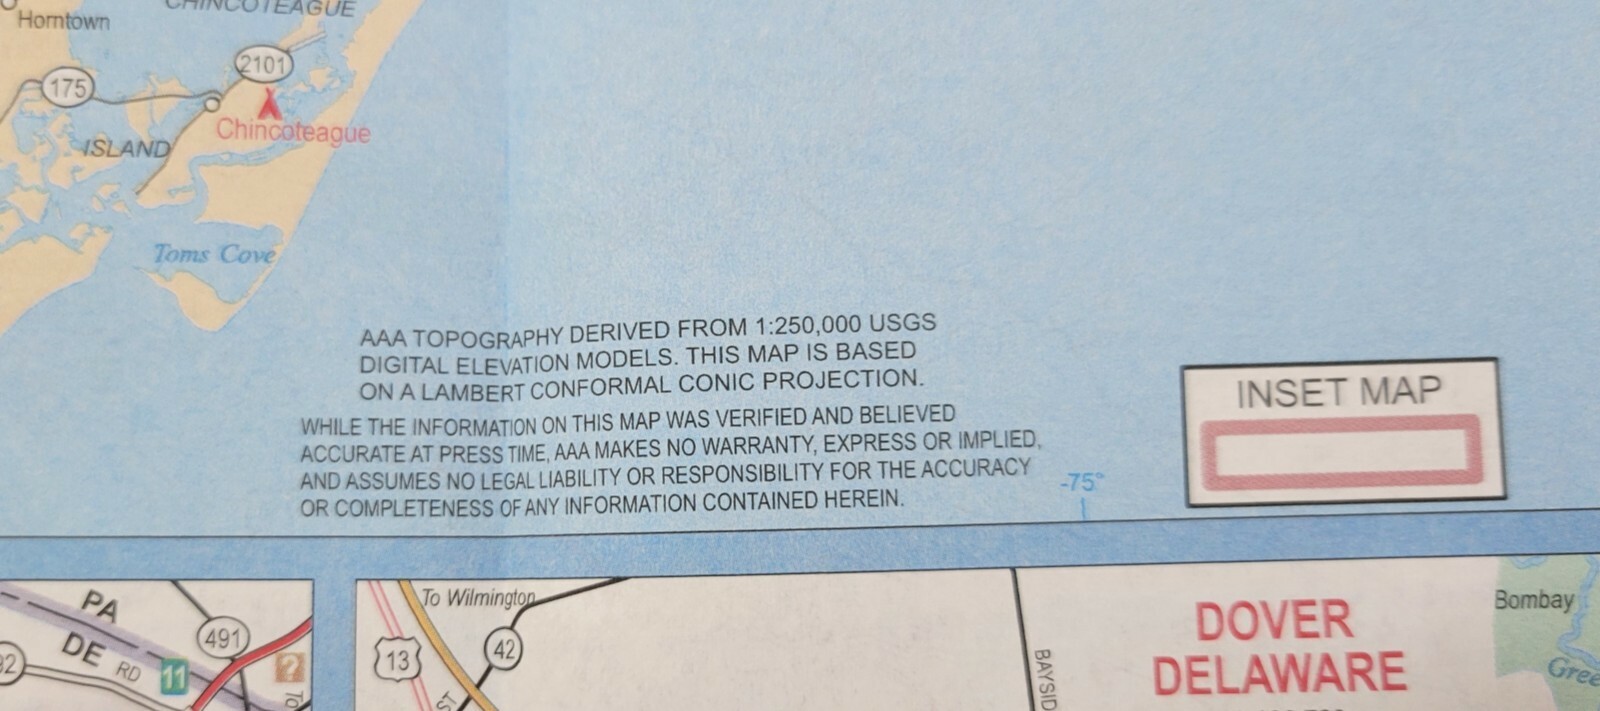 CHINCOTEAGUE
Horntown
2101
175
Chincoteague
ISLAND
Toms Cove
AAA TOPOGRAPHY DERIVED FROM 1:250,000 USGS
DIGITAL ELEVATION MODELS. THIS MAP IS BASED
ON A LAMBERT CONFORMAL CONIC PROJECTION.
WHILE THE INFORMATION ON THIS MAP WAS VERIFIED AND BELIEVED
ACCURATE AT PRESS TIME, AAA MAKES NO WARRANTY, EXPRESS OR IMPLIED,
AND ASSUMES NO LEGAL LIABILITY OR RESPONSIBILITY FOR THE ACCURACY
OR COMPLETENESS OF ANY INFORMATION CONTAINED HEREIN.
-75°
INSET MAP
PA
DE
RD
491
11
?
To
To Wilmington
13
42
ST
BAYSID
DOVER
DELAWARE
Bombay
Gree